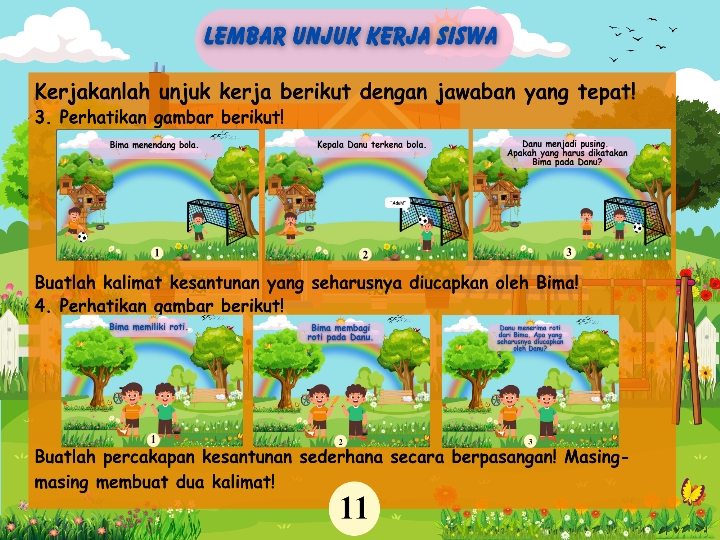 LEMBAR UNJUK KERJA SISWA
Kerjakanlah unjuk kerja berikut dengan jawaban yang tepat!
3. Perhatikan gambar berikut!
Bima menendang bola.
1
Kepala Danu terkena bola.
"Aduh!"
2
Danu menjadi pusing.
Apakah yang harus dikatakan
Bima pada Danu?
3
Buatlah kalimat kesantunan yang seharusnya diucapkan oleh Bima!
4. Perhatikan gambar berikut!
Bima memiliki roti.
1
Bima membagi
roti pada Danu.
2
Danu menerima roti
dari Bima. Apa yang
seharusnya diucapkan
oleh Danu?
3
Buatlah percakapan kesantunan sederhana secara berpasangan! Masing-
masing membuat dua kalimat!
11